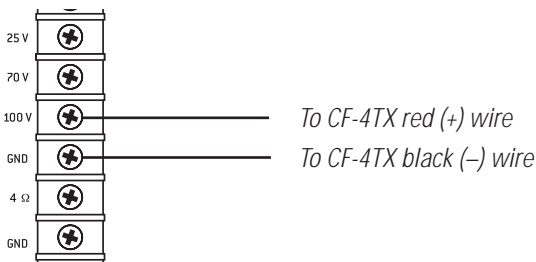 25 V
70 V
100 V To CF-4TX red (+) wire
GND To CF-4TX black (–) wire
4 Ω
GND